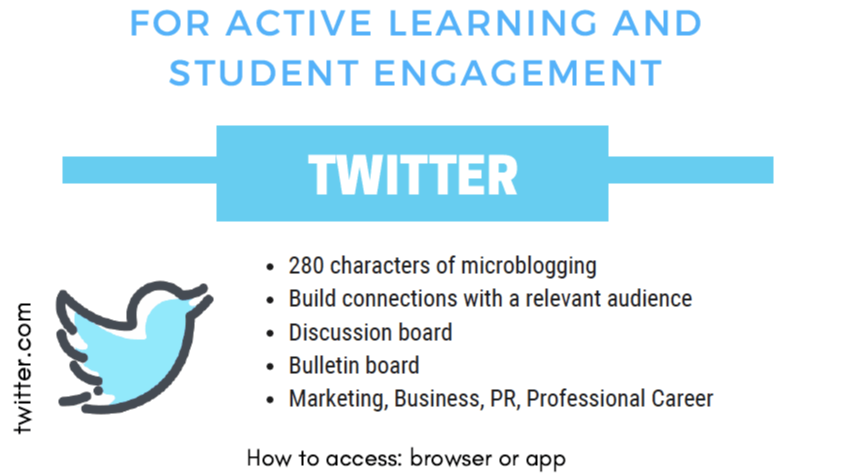 FOR ACTIVE LEARNING AND
STUDENT ENGAGEMENT
TWITTER
twitter.com
• 280 characters of microblogging
• Build connections with a relevant audience
• Discussion board
• Bulletin board
• Marketing, Business, PR, Professional Career
How to access: browser or app